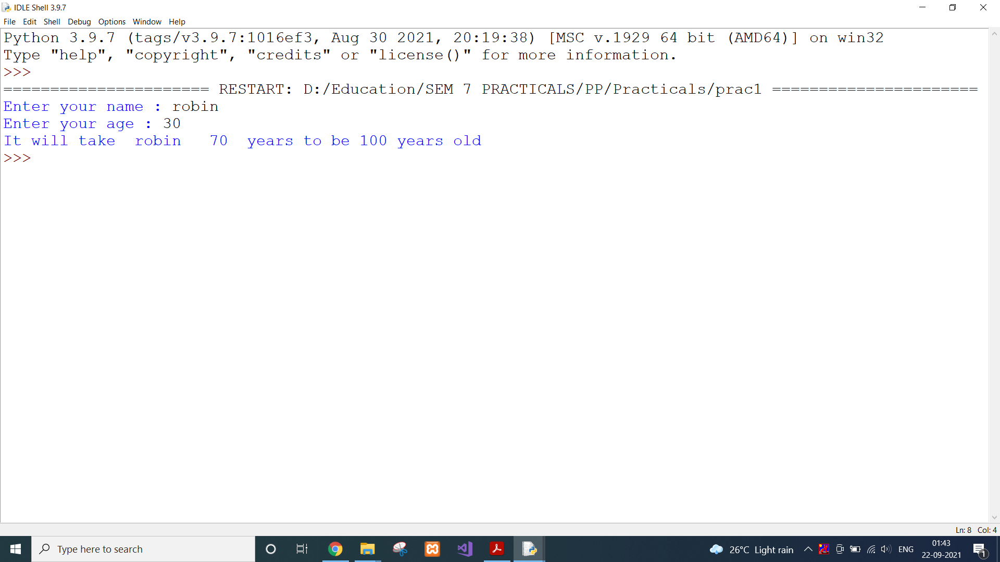 IDLE Shell 3.9.7
File Edit Shell Debug Options Window Help
Python 3.9.7 (tags/v3.9.7:1016ef3, Aug 30 2021, 20:19:38) [MSC v.1929 64 bit (AMD64)] on win32
Type "help", "copyright", "credits" or "license()" for more information.
>>>
====================== RESTART: D:/Education/SEM 7 PRACTICALS/PP/Practicals/prac1 ======================
Enter your name : robin
Enter your age : 30
It will take  robin   70  years to be 100 years old
>>>
Ln: 8 Col: 4
Type here to search
26°C Light rain
ENG
01:43
22-09-2021
1